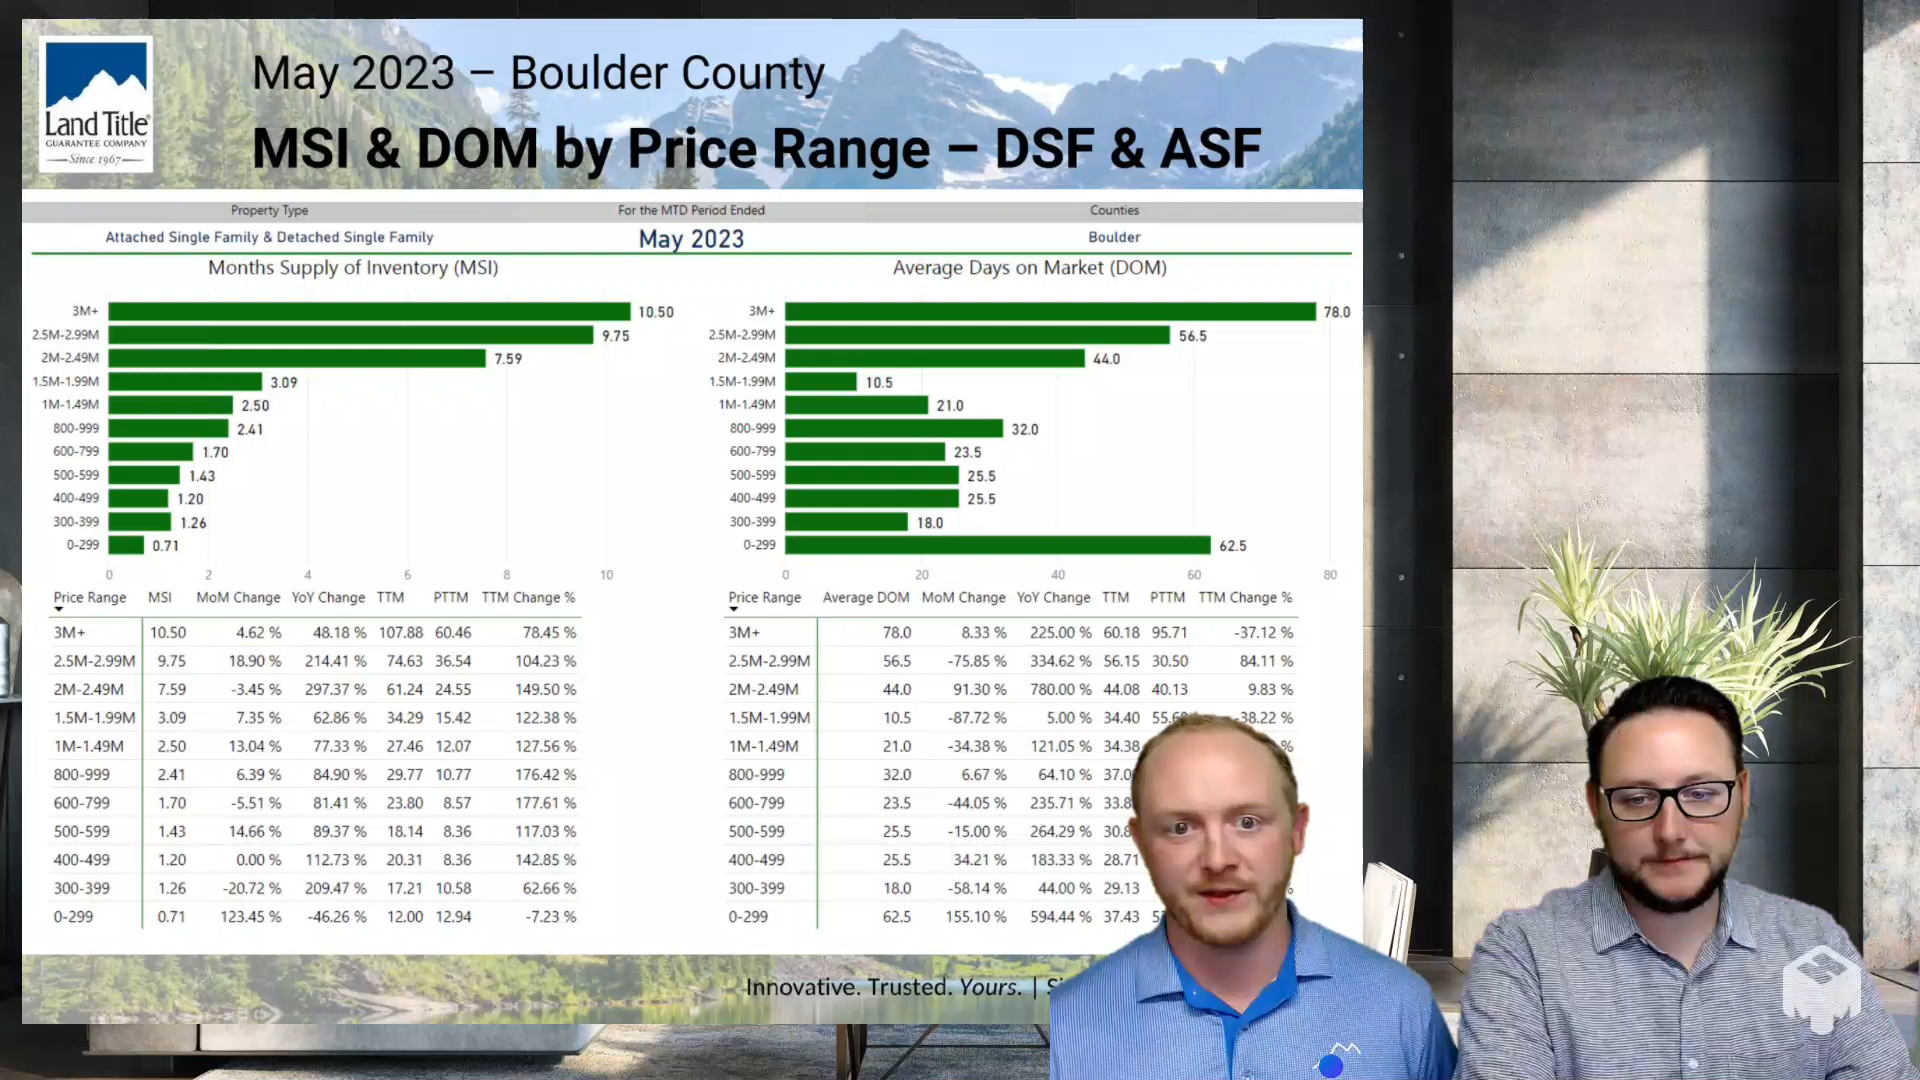 Land Title
GUARANTEE COMPANY
Since 1967
May 2023 – Boulder County
MSI & DOM by Price Range – DSF & ASF
Property Type
For the MTD Period Ended
Counties
Attached Single Family & Detached Single Family
May 2023
Boulder
Months Supply of Inventory (MSI)
3M+ 10.50
2.5M-2.99M 9.75
2M-2.49M 7.59
1.5M-1.99M 3.09
1M-1.49M 2.50
800-999 2.41
600-799 1.70
500-599 1.43
400-499 1.20
300-399 1.26
0-299 0.71
0 2 4 6 8 10
Price Range MSI MoM Change YoY Change TTM PTTM TTM Change %
3M+ 10.50 4.62 % 48.18 % 107.88 60.46 78.45 %
2.5M-2.99M 9.75 18.90 % 214.41 % 74.63 36.54 104.23 %
2M-2.49M 7.59 -3.45 % 297.37 % 61.24 24.55 149.50 %
1.5M-1.99M 3.09 7.35 % 62.86 % 34.29 15.42 122.38 %
1M-1.49M 2.50 13.04 % 77.33 % 27.46 12.07 127.56 %
800-999 2.41 6.39 % 84.90 % 29.77 10.77 176.42 %
600-799 1.70 -5.51 % 81.41 % 23.80 8.57 177.61 %
500-599 1.43 14.66 % 89.37 % 18.14 8.36 117.03 %
400-499 1.20 0.00 % 112.73 % 20.31 8.36 142.85 %
300-399 1.26 -20.72 % 209.47 % 17.21 10.58 62.66 %
0-299 0.71 123.45 % -46.26 % 12.00 12.94 -7.23 %
Average Days on Market (DOM)
3M+ 78.0
2.5M-2.99M 56.5
2M-2.49M 44.0
1.5M-1.99M 10.5
1M-1.49M 21.0
800-999 32.0
600-799 23.5
500-599 25.5
400-499 25.5
300-399 18.0
0-299 62.5
0 20 40 60 80
Price Range Average DOM MoM Change YoY Change TTM PTTM TTM Change %
3M+ 78.0 8.33 % 225.00 % 60.18 95.71 -37.12 %
2.5M-2.99M 56.5 -75.85 % 334.62 % 56.15 30.50 84.11 %
2M-2.49M 44.0 91.30 % 780.00 % 44.08 40.13 9.83 %
1.5M-1.99M 10.5 -87.72 % 5.00 % 34.40 -38.22 %
1M-1.49M 21.0 -34.38 % 121.05 % 34.38 %
800-999 32.0 6.67 % 64.10 %
600-799 23.5 -44.05 % 235.71 %
500-599 25.5 -15.00 % 264.29 %
400-499 25.5 34.21 % 183.33 % 28.71
300-399 18.0 -58.14 % 44.00 % 29.13
0-299 62.5 155.10 % 594.44 % 37.43
Innovative. Trusted. Yours. |